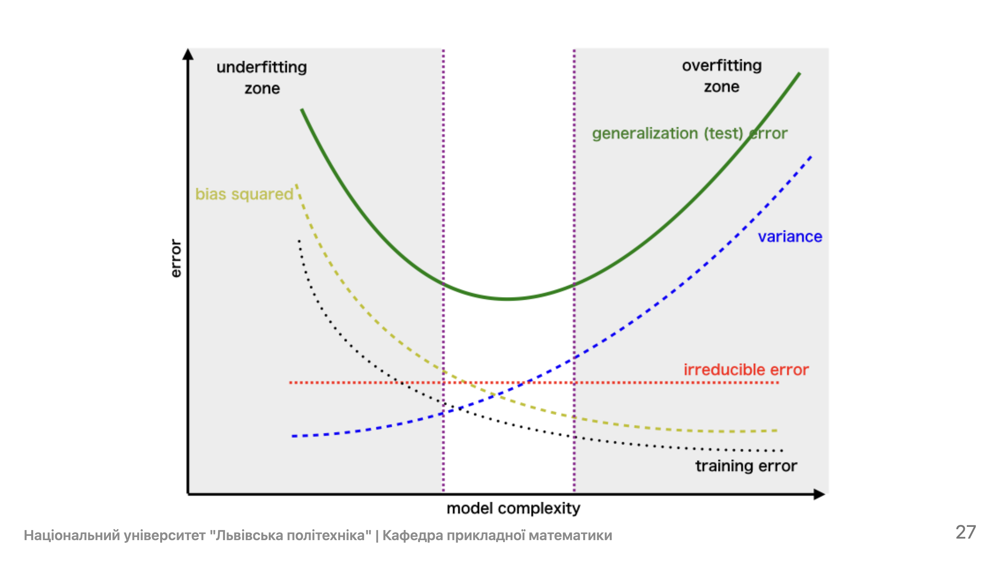 underfitting
zone
overfitting
zone
generalization (test) error
bias squared
variance
error
irreducible error
training error
model complexity
Національний університет "Львівська політехніка" | Кафедра прикладної математики
27